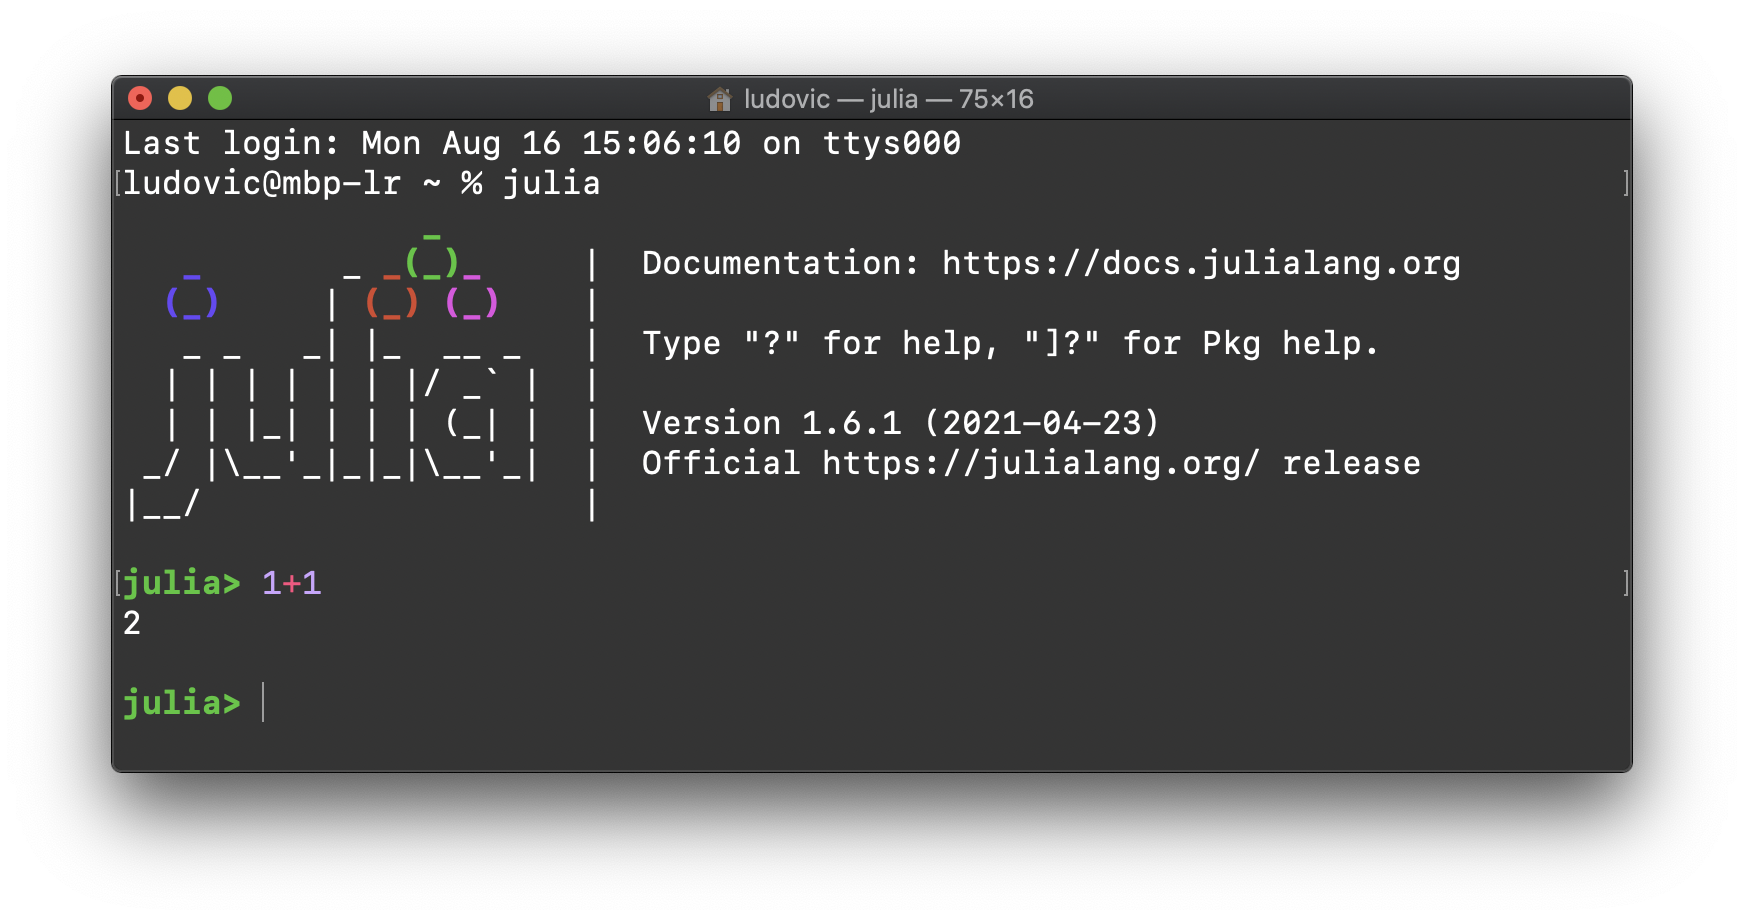 ludovic — julia — 75×16
Last login: Mon Aug 16 15:06:10 on ttys000
[ludovic@mbp-lr ~ % julia ]
               _
   _       _ _(_)_     |  Documentation: https://docs.julialang.org
  (_)     | (_) (_)    |
   _ _   _| |_  __ _   |  Type "?" for help, "]?" for Pkg help.
  | | | | | | |/ _` |  |
  | | |_| | | | (_| |  |  Version 1.6.1 (2021-04-23)
 _/ |\__'_|_|_|\__'_|  |  Official https://julialang.org/ release
|__/                   |
[julia> 1+1 ]
2
julia>